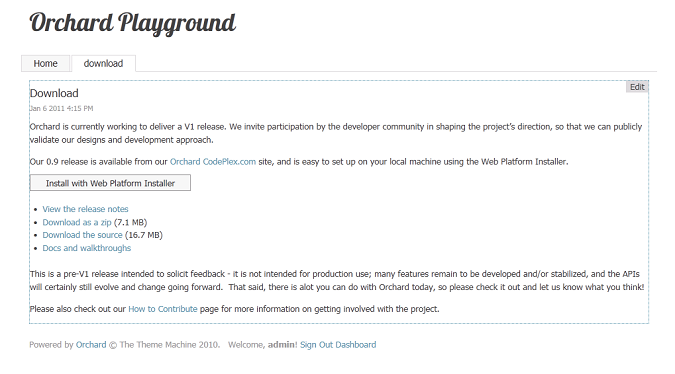 Orchard Playground
Home download
Edit
Download
Jan 6 2011 4:15 PM
Orchard is currently working to deliver a V1 release. We invite participation by the developer community in shaping the project's direction, so that we can publicly
validate our designs and development approach.
Our 0.9 release is available from our Orchard CodePlex.com site, and is easy to set up on your local machine using the Web Platform Installer.
Install with Web Platform Installer
• View the release notes
• Download as a zip (7.1 MB)
• Download the source (16.7 MB)
• Docs and walkthroughs
This is a pre-V1 release intended to solicit feedback - it is not intended for production use; many features remain to be developed and/or stabilized, and the APIs
will certainly still evolve and change going forward.  That said, there is alot you can do with Orchard today, so please check it out and let us know what you think!
Please also check out our How to Contribute page for more information on getting involved with the project.
Powered by Orchard © The Theme Machine 2010.   Welcome, admin! Sign Out Dashboard